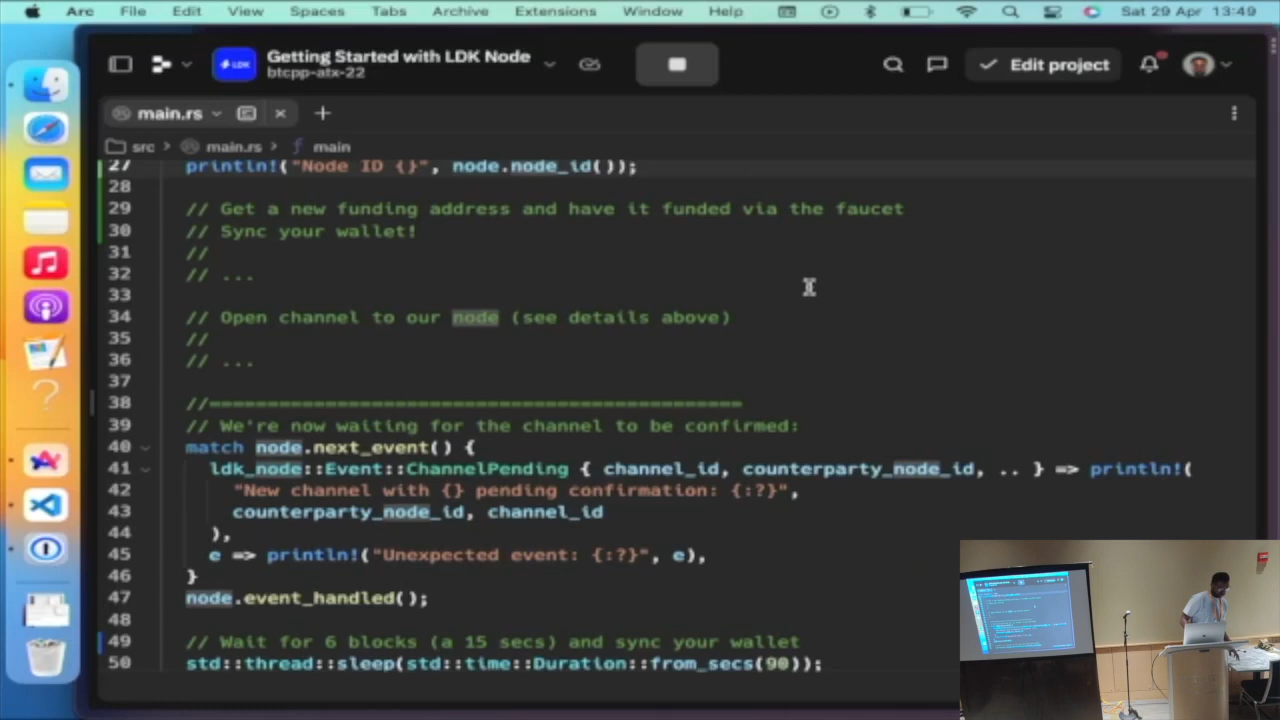 Arc File Edit View Spaces Tabs Archive Extensions Window Help Sat 29 Apr 13:49
LDK
Getting Started with LDK Node
btcpp-atx-22
Edit project
main.rs
src > main.rs > f main
27 println!("Node ID {}", node.node_id());
28
29 // Get a new funding address and have it funded via the faucet
30 // Sync your wallet!
31 //
32 // ...
33
34 // Open channel to our node (see details above)
35 //
36 // ...
37
38 //==============================================
39 // We're now waiting for the channel to be confirmed:
40 match node.next_event() {
41 ldk_node::Event::ChannelPending { channel_id, counterparty_node_id, .. } => println!(
42 "New channel with {} pending confirmation: {:?}",
43 counterparty_node_id, channel_id
44 ),
45 e => println!("Unexpected event: {:?}", e),
46 }
47 node.event_handled();
48
49 // Wait for 6 blocks (a 15 secs) and sync your wallet
50 std::thread::sleep(std::time::Duration::from_secs(90));